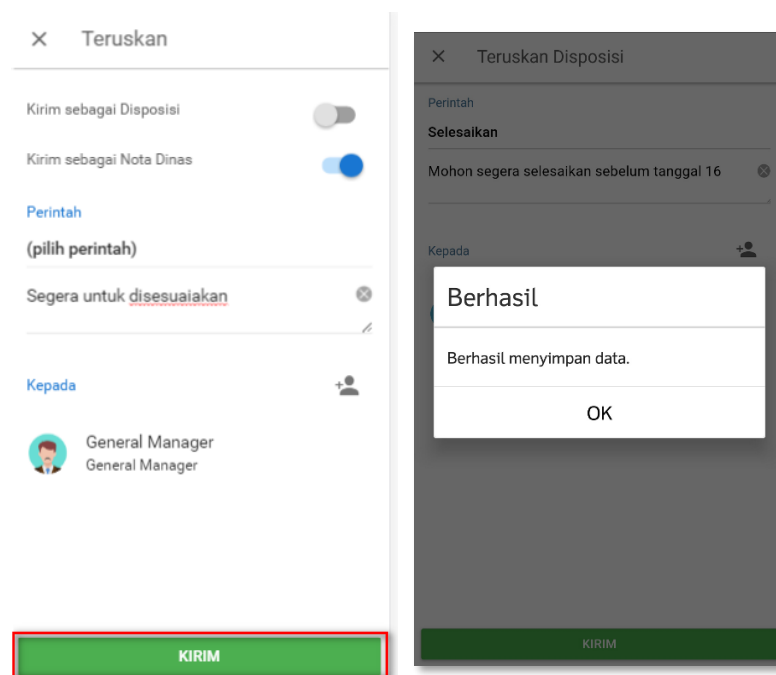 Teruskan
Kirim sebagai Disposisi
Kirim sebagai Nota Dinas
Perintah
(pilih perintah)
Segera untuk disesuaiakan
Kepada
General Manager
General Manager
KIRIM
Teruskan Disposisi
Perintah
Selesaikan
Mohon segera selesaikan sebelum tanggal 16
Kepada
Berhasil
Berhasil menyimpan data.
OK
KIRIM